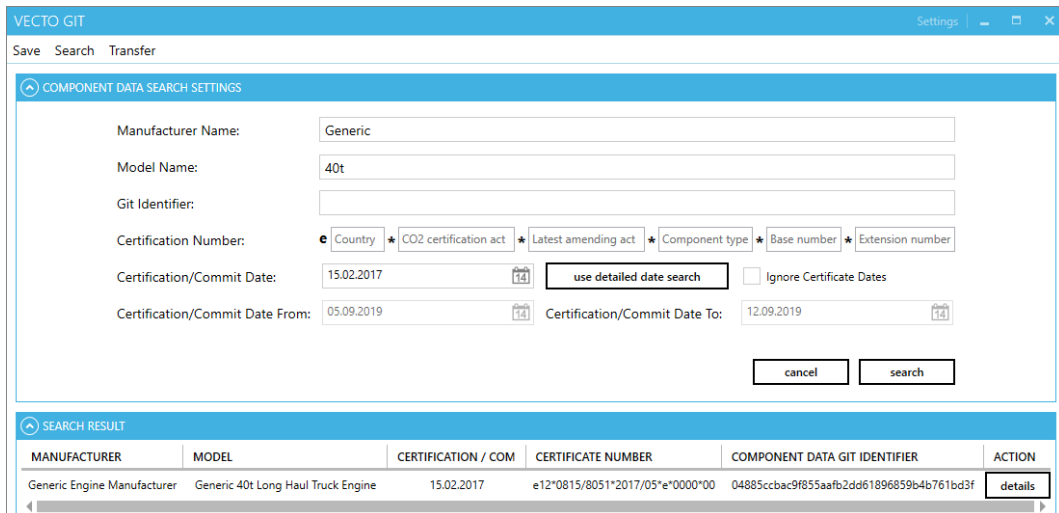 VECTO GIT Settings
Save Search Transfer
COMPONENT DATA SEARCH SETTINGS
Manufacturer Name: Generic
Model Name: 40t
Git Identifier:
Certification Number: e Country * CO2 certification act * Latest amending act * Component type * Base number * Extension number
Certification/Commit Date: 15.02.2017 14 use detailed date search Ignore Certificate Dates
Certification/Commit Date From: 05.09.2019 14 Certification/Commit Date To: 12.09.2019 14
cancel search
SEARCH RESULT
MANUFACTURER MODEL CERTIFICATION / COM CERTIFICATE NUMBER COMPONENT DATA GIT IDENTIFIER ACTION
Generic Engine Manufacturer Generic 40t Long Haul Truck Engine 15.02.2017 e12*0815/8051*2017/05*e*0000*00 04885ccbac9f855aafb2dd61896859b4b761bd3f details